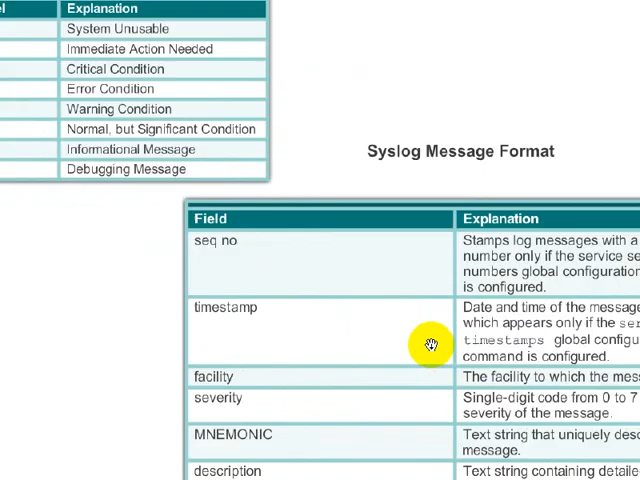 el Explanation
System Unusable
Immediate Action Needed
Critical Condition
Error Condition
Warning Condition
Normal, but Significant Condition
Informational Message
Debugging Message
Syslog Message Format
Field Explanation
seq no Stamps log messages with a
number only if the service se
numbers global configuration
is configured.
timestamp Date and time of the message
which appears only if the ser
timestamps global configu
command is configured.
facility The facility to which the mes
severity Single-digit code from 0 to 7
severity of the message.
MNEMONIC Text string that uniquely desc
message.
description Text string containing detaile